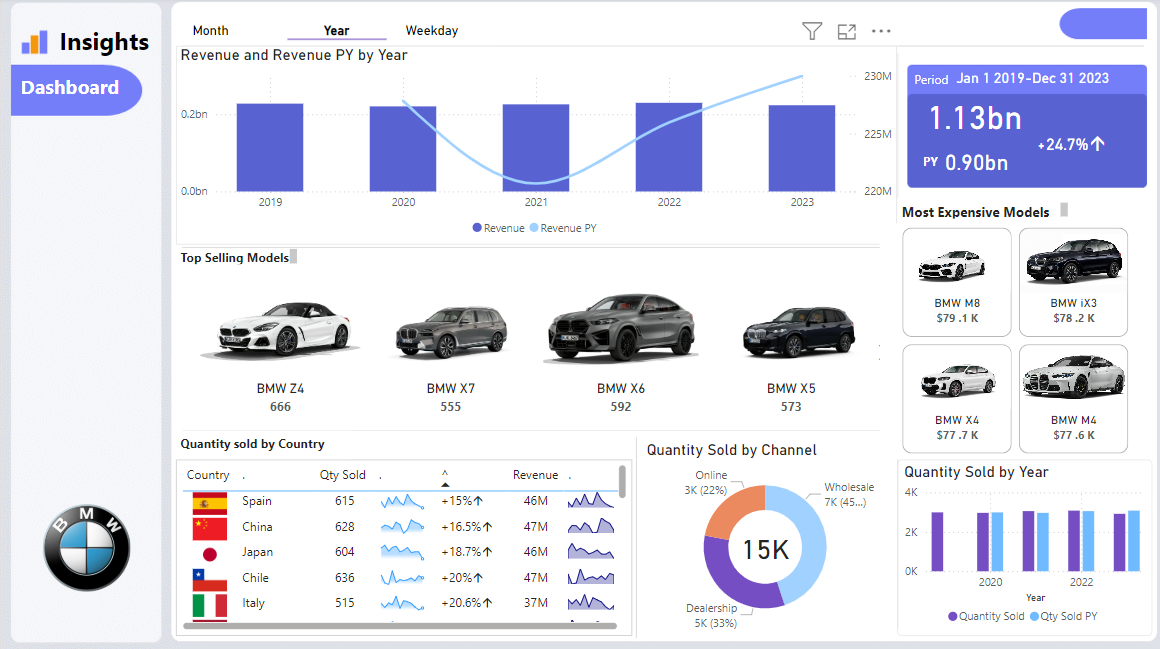 Insights
Dashboard
B M W
Month Year Weekday
Revenue and Revenue PY by Year
0.2bn
0.0bn
230M
225M
220M
2019 2020 2021 2022 2023
Revenue Revenue PY
Period Jan 1 2019-Dec 31 2023
1.13bn
+24.7%↑
PY 0.90bn
Most Expensive Models
BMW M8
$79 .1 K
BMW iX3
$78 .2 K
BMW X4
$77 .7 K
BMW M4
$77 .6 K
Top Selling Models
BMW Z4
666
BMW X7
555
BMW X6
592
BMW X5
573
Quantity sold by Country
Country . Qty Sold . ^ Revenue .
Spain 615 +15%↑ 46M
China 628 +16.5%↑ 47M
Japan 604 +18.7%↑ 46M
Chile 636 +20%↑ 47M
Italy 515 +20.6%↑ 37M
Quantity Sold by Channel
Online
3K (22%)
Wholesale
7K (45...)
15K
Dealership
5K (33%)
Quantity Sold by Year
4K
2K
0K
2020 2022
Year
Quantity Sold Qty Sold PY